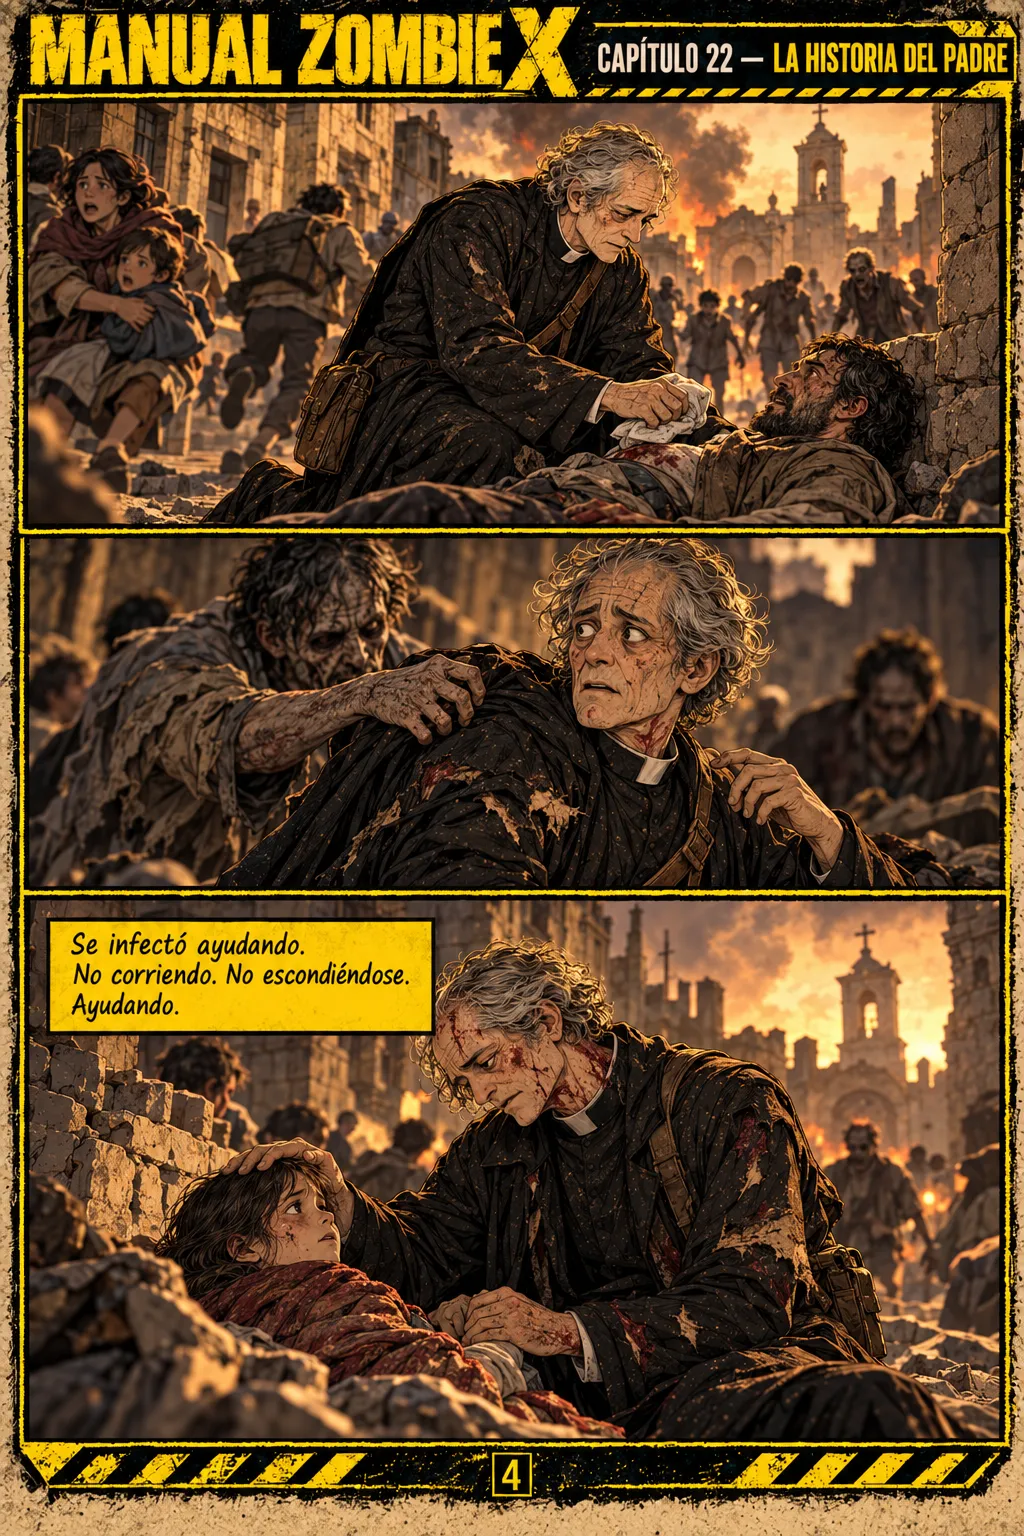 MANUAL ZOMBIE X
CAPÍTULO 22 — LA HISTORIA DEL PADRE
Se infectó ayudando.
No corriendo. No escondiéndose.
Ayudando.
4